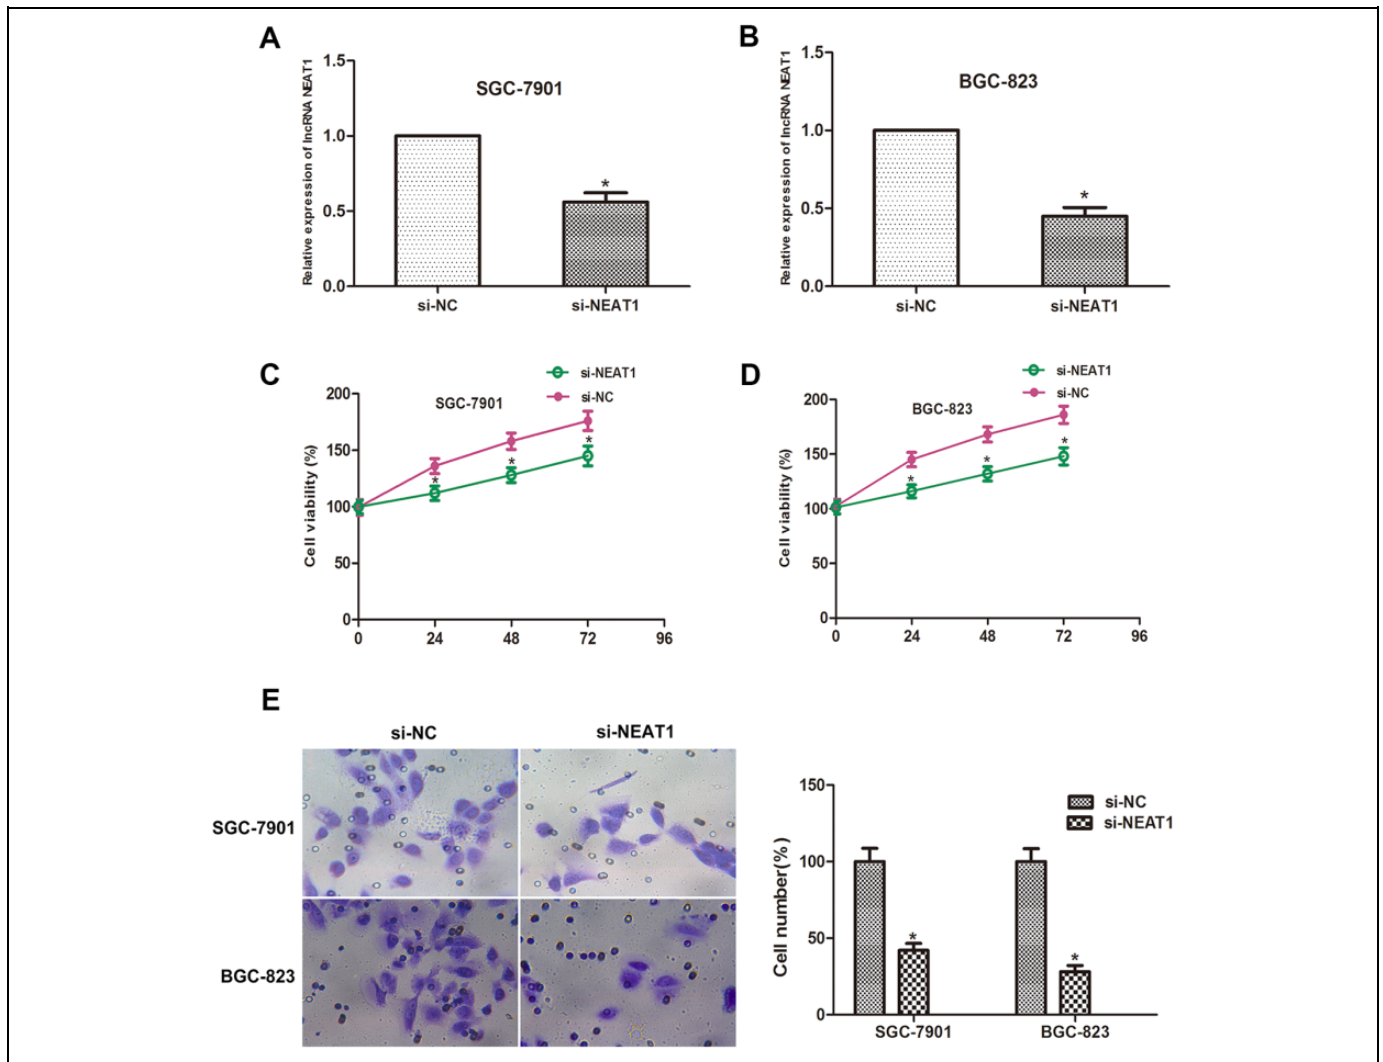 A
Relative expression of lncRNA NEAT1
1.5
1.0
0.5
0.0
SGC-7901
*
si-NC
si-NEAT1
B
Relative expression of lncRNA NEAT1
1.5
1.0
0.5
0.0
BGC-823
*
si-NC
si-NEAT1
C
si-NEAT1
si-NC
SGC-7901
Cell viability (%)
200
150
100
50
0
* * *
0 24 48 72 96
D
si-NEAT1
si-NC
BGC-823
Cell viability (%)
200
150
100
50
0
* * *
0 24 48 72 96
E
si-NC si-NEAT1
SGC-7901
BGC-823
Cell number(%)
150
100
50
0
si-NC
si-NEAT1
* *
SGC-7901 BGC-823